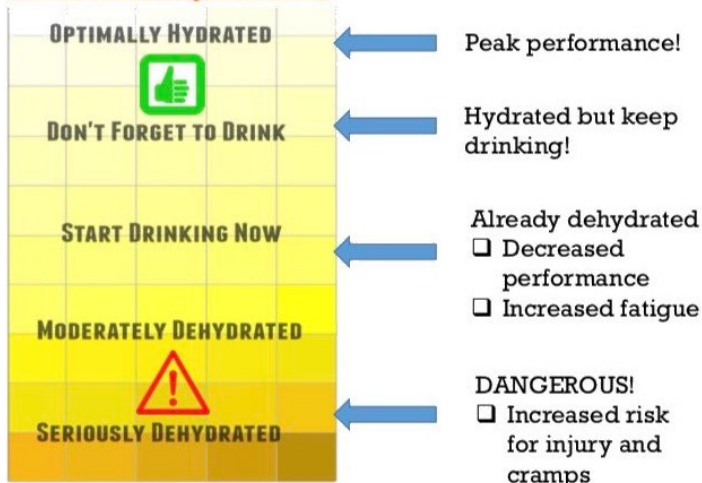 OPTIMALLY HYDRATED
Peak performance!
DON'T FORGET TO DRINK
Hydrated but keep
drinking!
START DRINKING NOW
Already dehydrated
❑ Decreased
performance
❑ Increased fatigue
MODERATELY DEHYDRATED
SERIOUSLY DEHYDRATED
DANGEROUS!
❑ Increased risk
for injury and
cramps